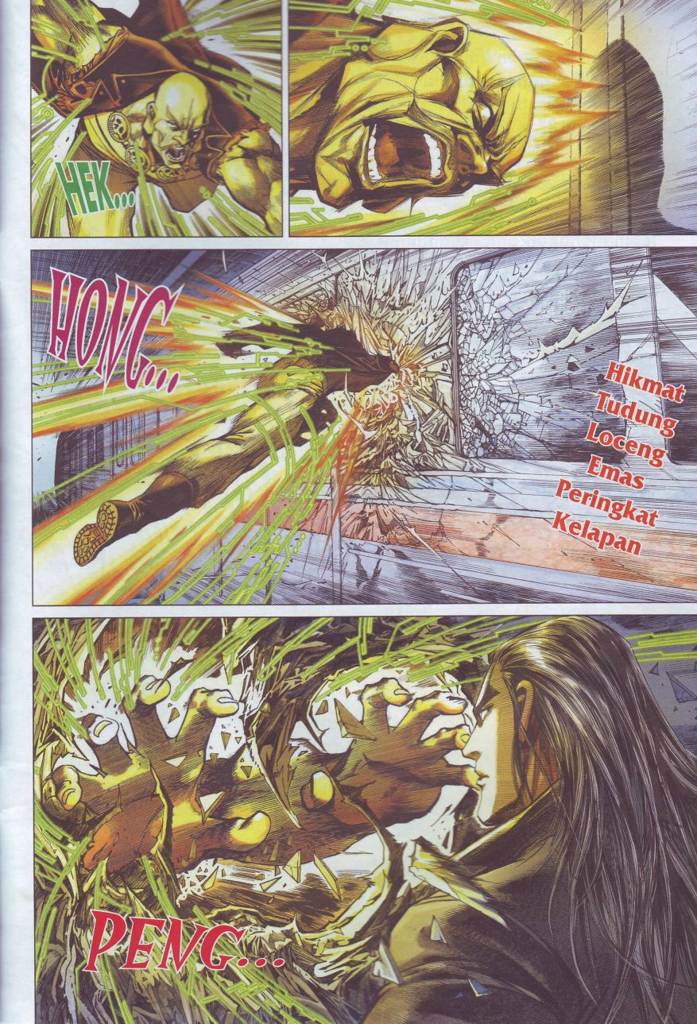 HEK...
HONG...
Hikmat
Tudung
Loceng
Emas
Peringkat
Kelapan
PENG...